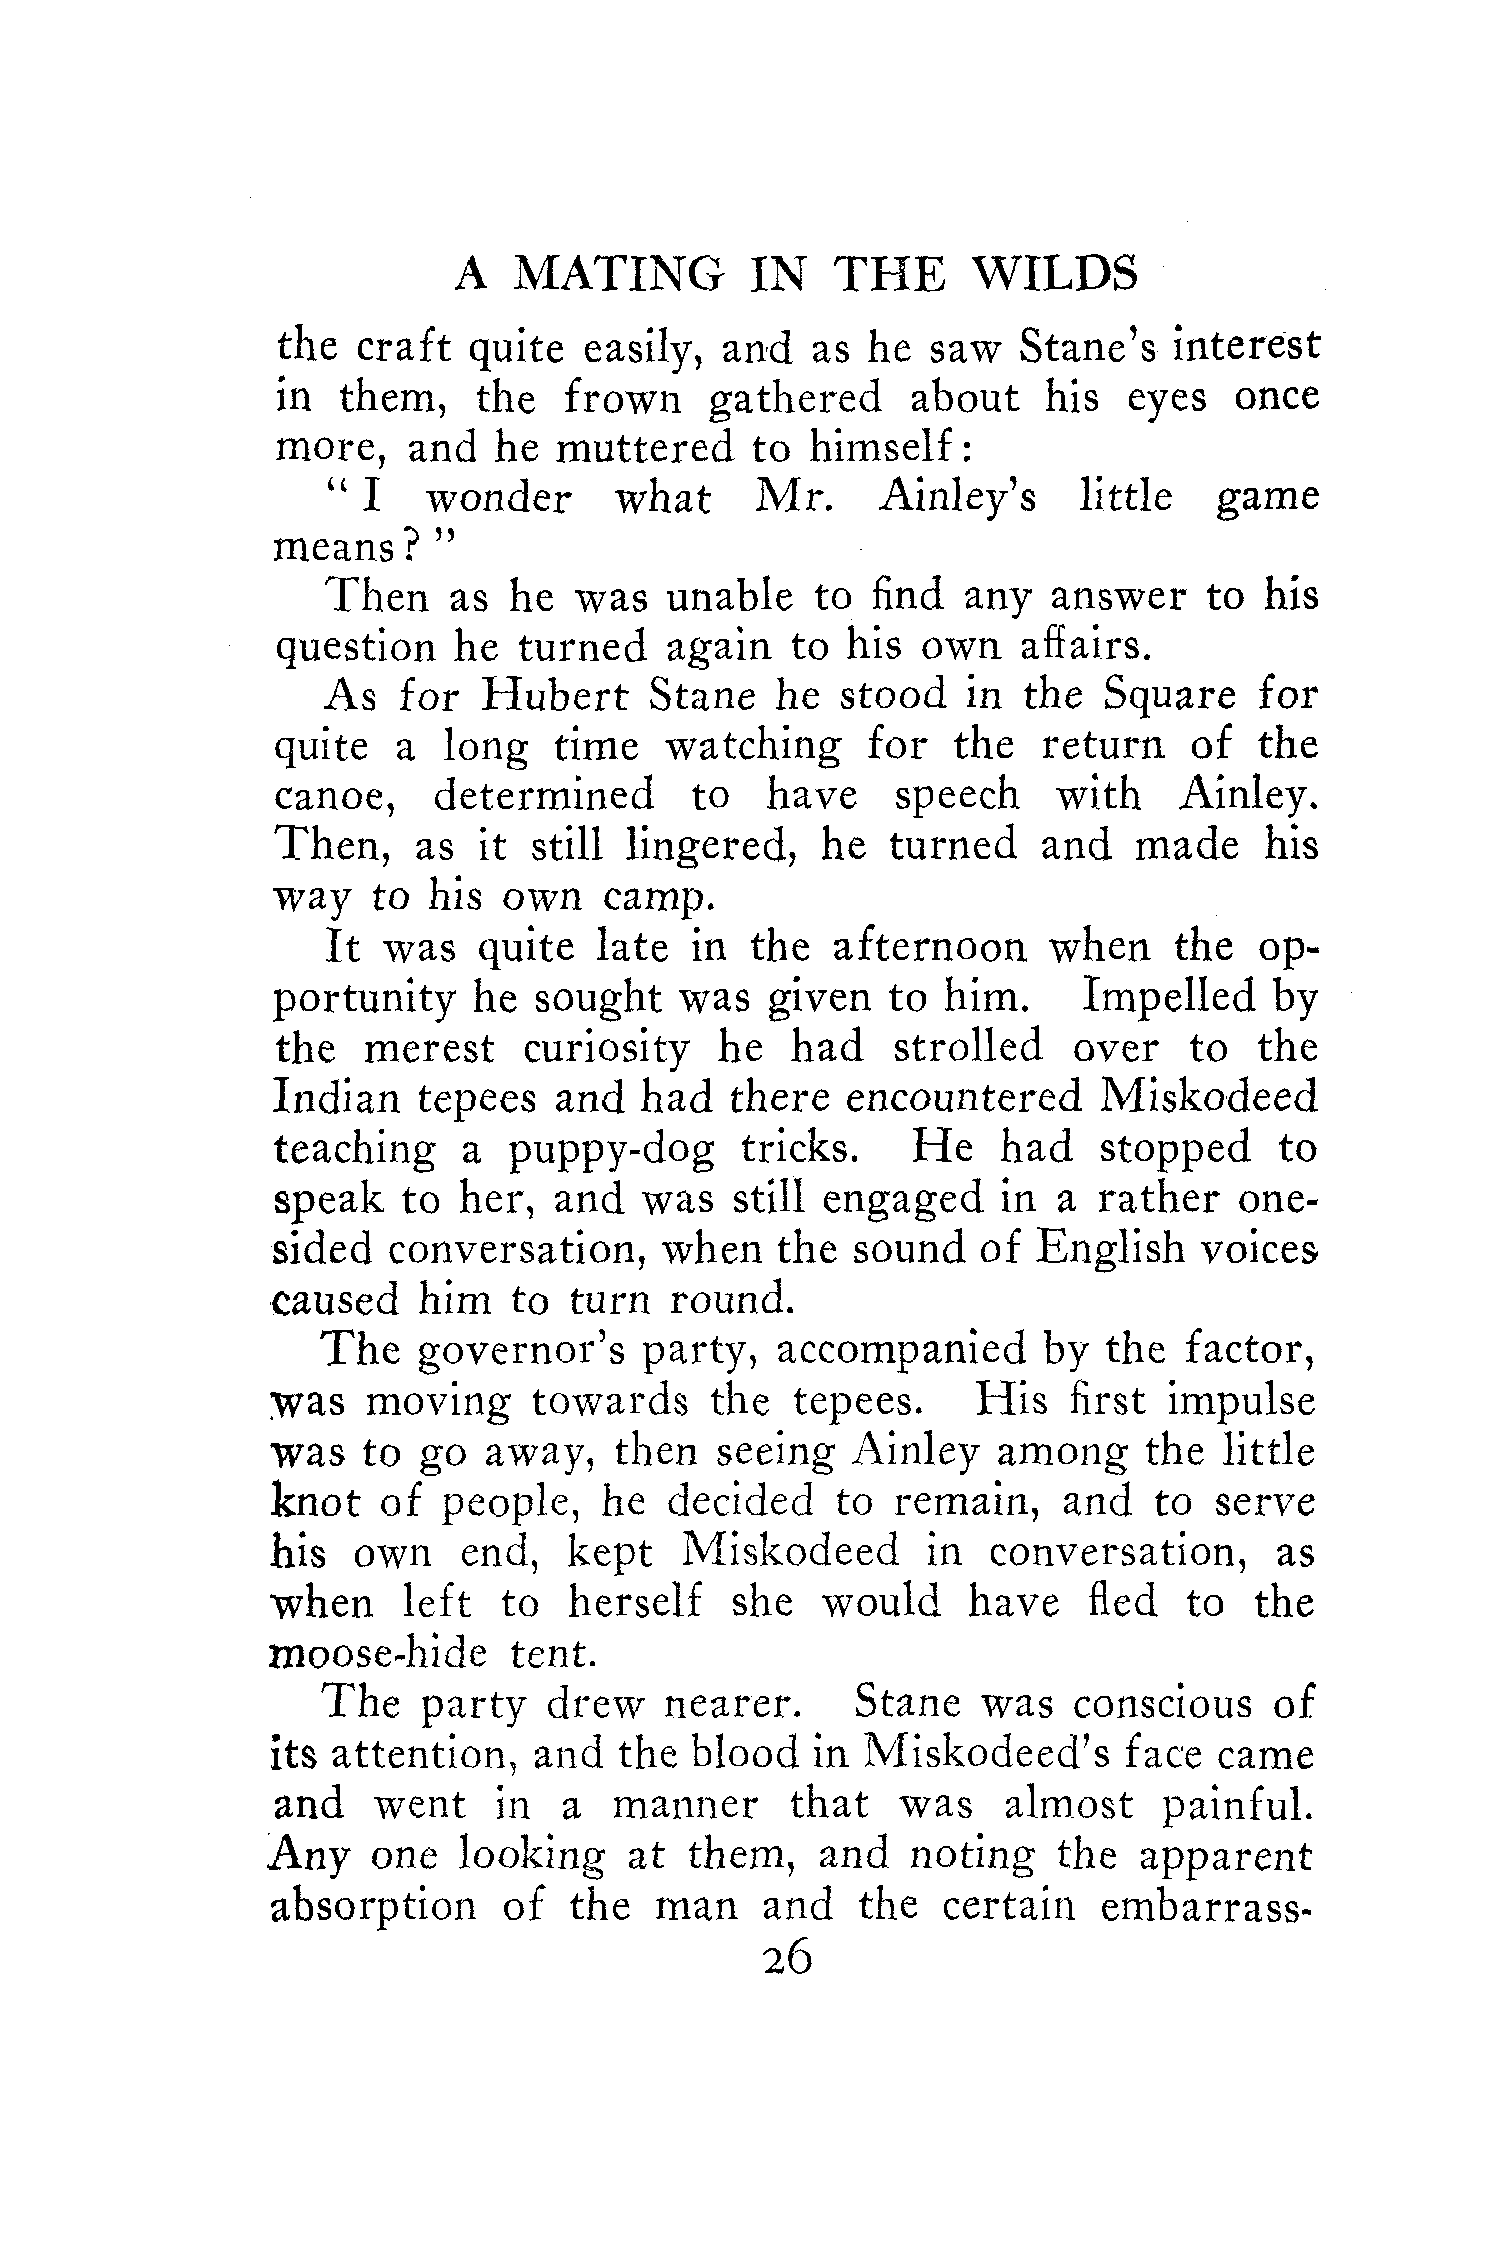 A MATING IN THE WILDS
the craft quite easily, and as he saw Stane's interest
in them, the frown gathered about his eyes once
more, and he muttered to himself:
" I wonder what Mr. Ainley's little game
means? "
Then as he was unable to find any answer to his
question he turned again to his own affairs.
As for Hubert Stane he stood in the Square for
quite a long time watching for the return of the
canoe, determined to have speech with Ainley.
Then, as it still lingered, he turned and made his
way to his own camp.
It was quite late in the afternoon when the op-
portunity he sought was given to him. Impelled by
the merest curiosity he had strolled over to the
Indian tepees and had there encountered Miskodeed
teaching a puppy-dog tricks. He had stopped to
speak to her, and was still engaged in a rather one-
sided conversation, when the sound of English voices
caused him to turn round.
The governor's party, accompanied by the factor,
was moving towards the tepees. His first impulse
was to go away, then seeing Ainley among the little
knot of people, he decided to remain, and to serve
his own end, kept Miskodeed in conversation, as
when left to herself she would have fled to the
moose-hide tent.
The party drew nearer. Stane was conscious of
its attention, and the blood in Miskodeed's face came
and went in a manner that was almost painful.
Any one looking at them, and noting the apparent
absorption of the man and the certain embarrass-
26